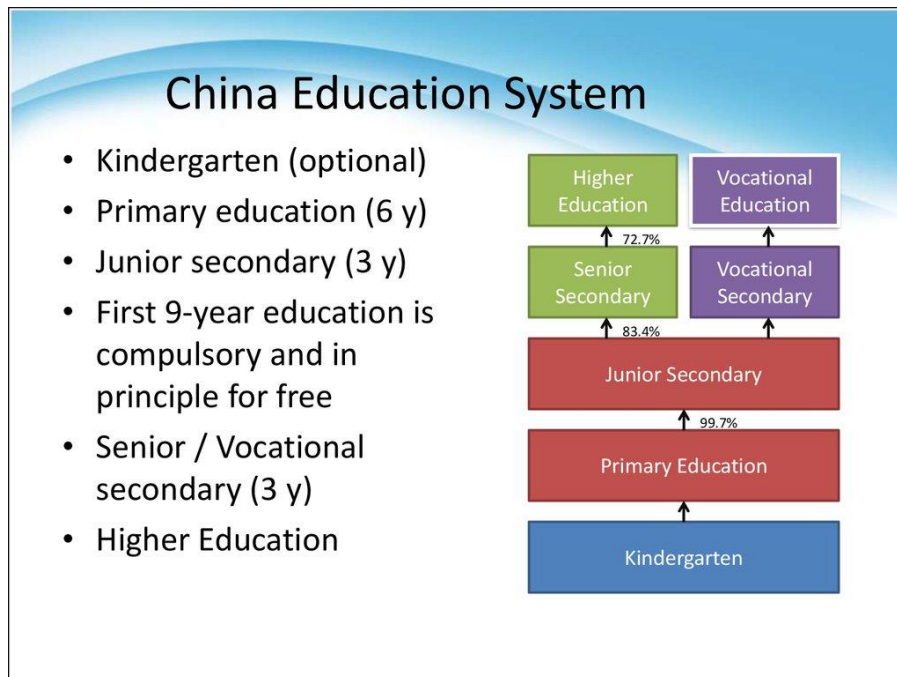 China Education System
• Kindergarten (optional)
• Primary education (6 y)
• Junior secondary (3 y)
• First 9-year education is
compulsory and in
principle for free
• Senior / Vocational
secondary (3 y)
• Higher Education
Higher
Education
Vocational
Education
72.7%
Senior
Secondary
Vocational
Secondary
83.4%
Junior Secondary
99.7%
Primary Education
Kindergarten